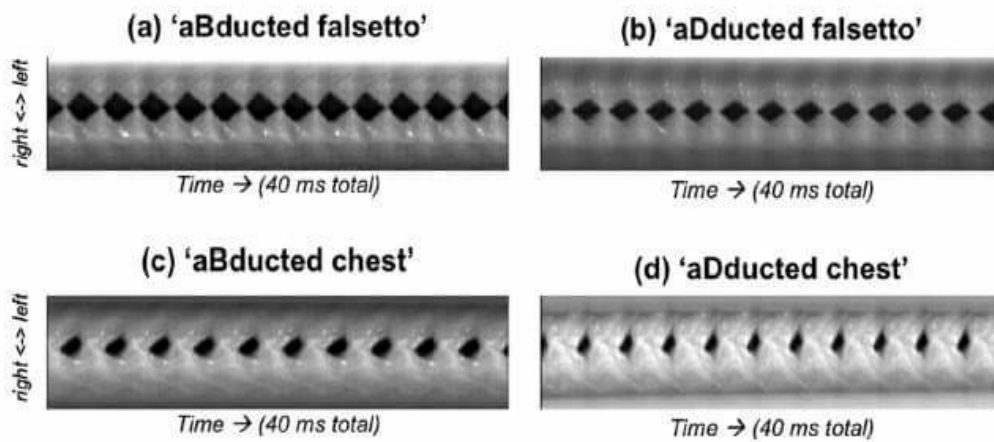 (a) 'aBducted falsetto'
(b) 'aDducted falsetto'
right <-> left
Time → (40 ms total)
Time → (40 ms total)
(c) 'aBducted chest'
(d) 'aDducted chest'
right <-> left
Time → (40 ms total)
Time → (40 ms total)